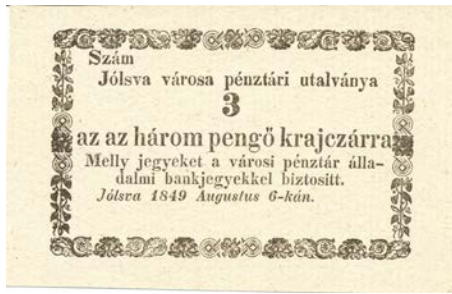 Szám
Jólsva városa pénztári utalványa
3
az az három pengő krajczárra
Melly jegyeket a városi pénztár álla-
dalmi bankjegyekkel biztositt.
Jólsva 1849 Augustus 6-kán.